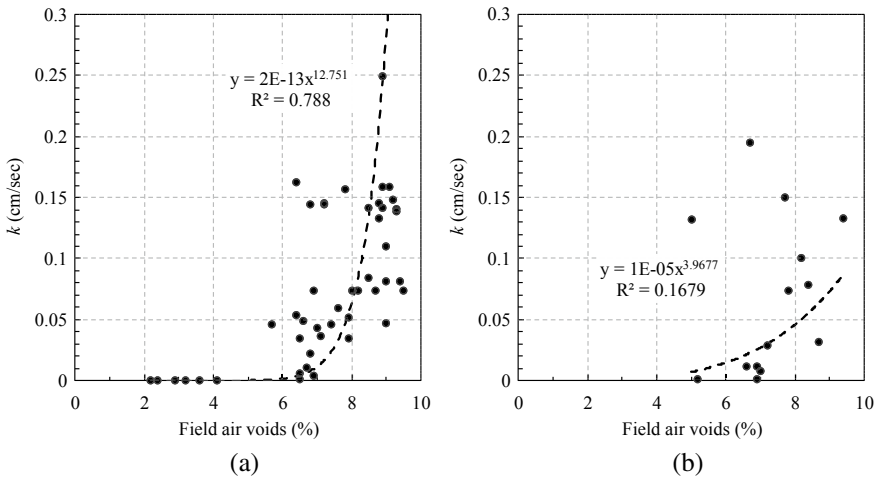 0.3
0.25
0.2
0.15
0.1
0.05
0
k (cm/sec)
y = 2E-13x^12.751
R² = 0.788
0 2 4 6 8 10
Field air voids (%)
(a)
0.3
0.25
0.2
0.15
0.1
0.05
0
k (cm/sec)
y = 1E-05x^3.9677
R² = 0.1679
0 2 4 6 8 10
Field air voids (%)
(b)